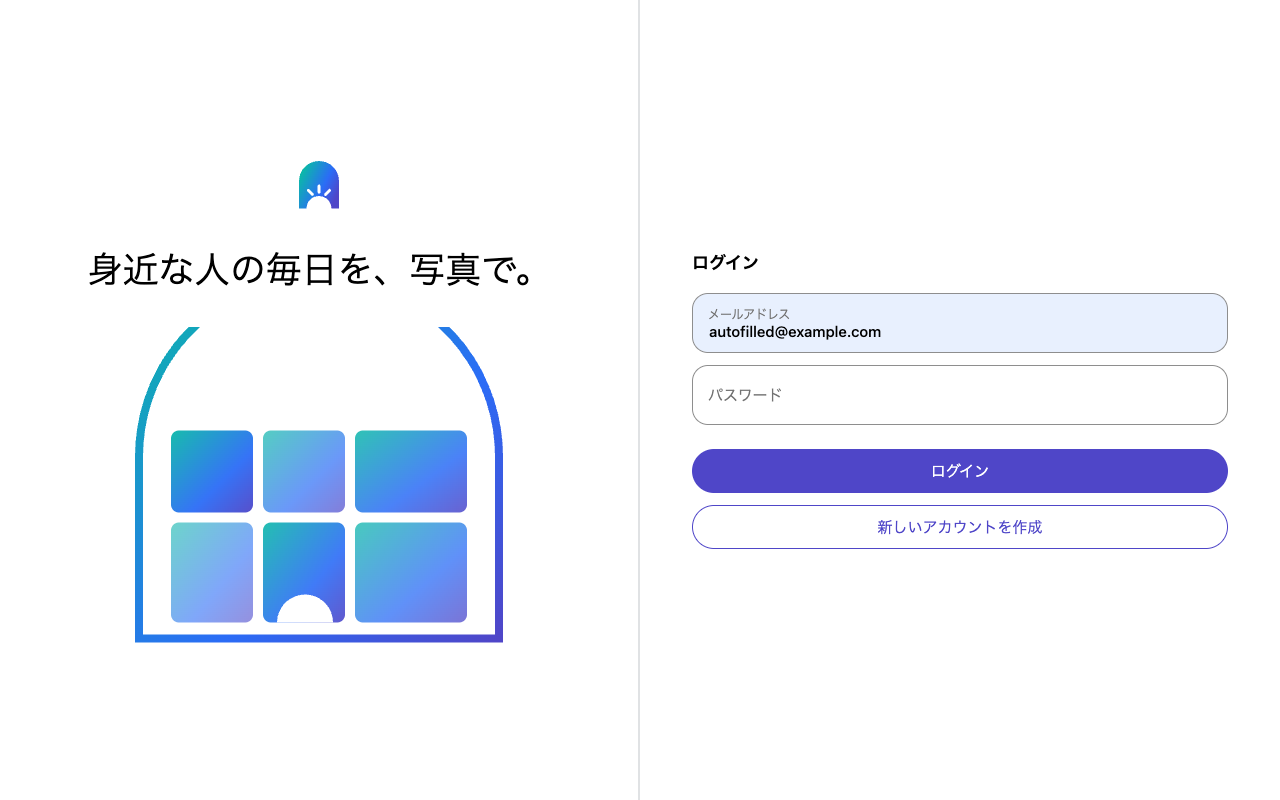 身近な人の毎日を、写真で。
ログイン
メールアドレス
autofilled@example.com
パスワード
ログイン
新しいアカウントを作成